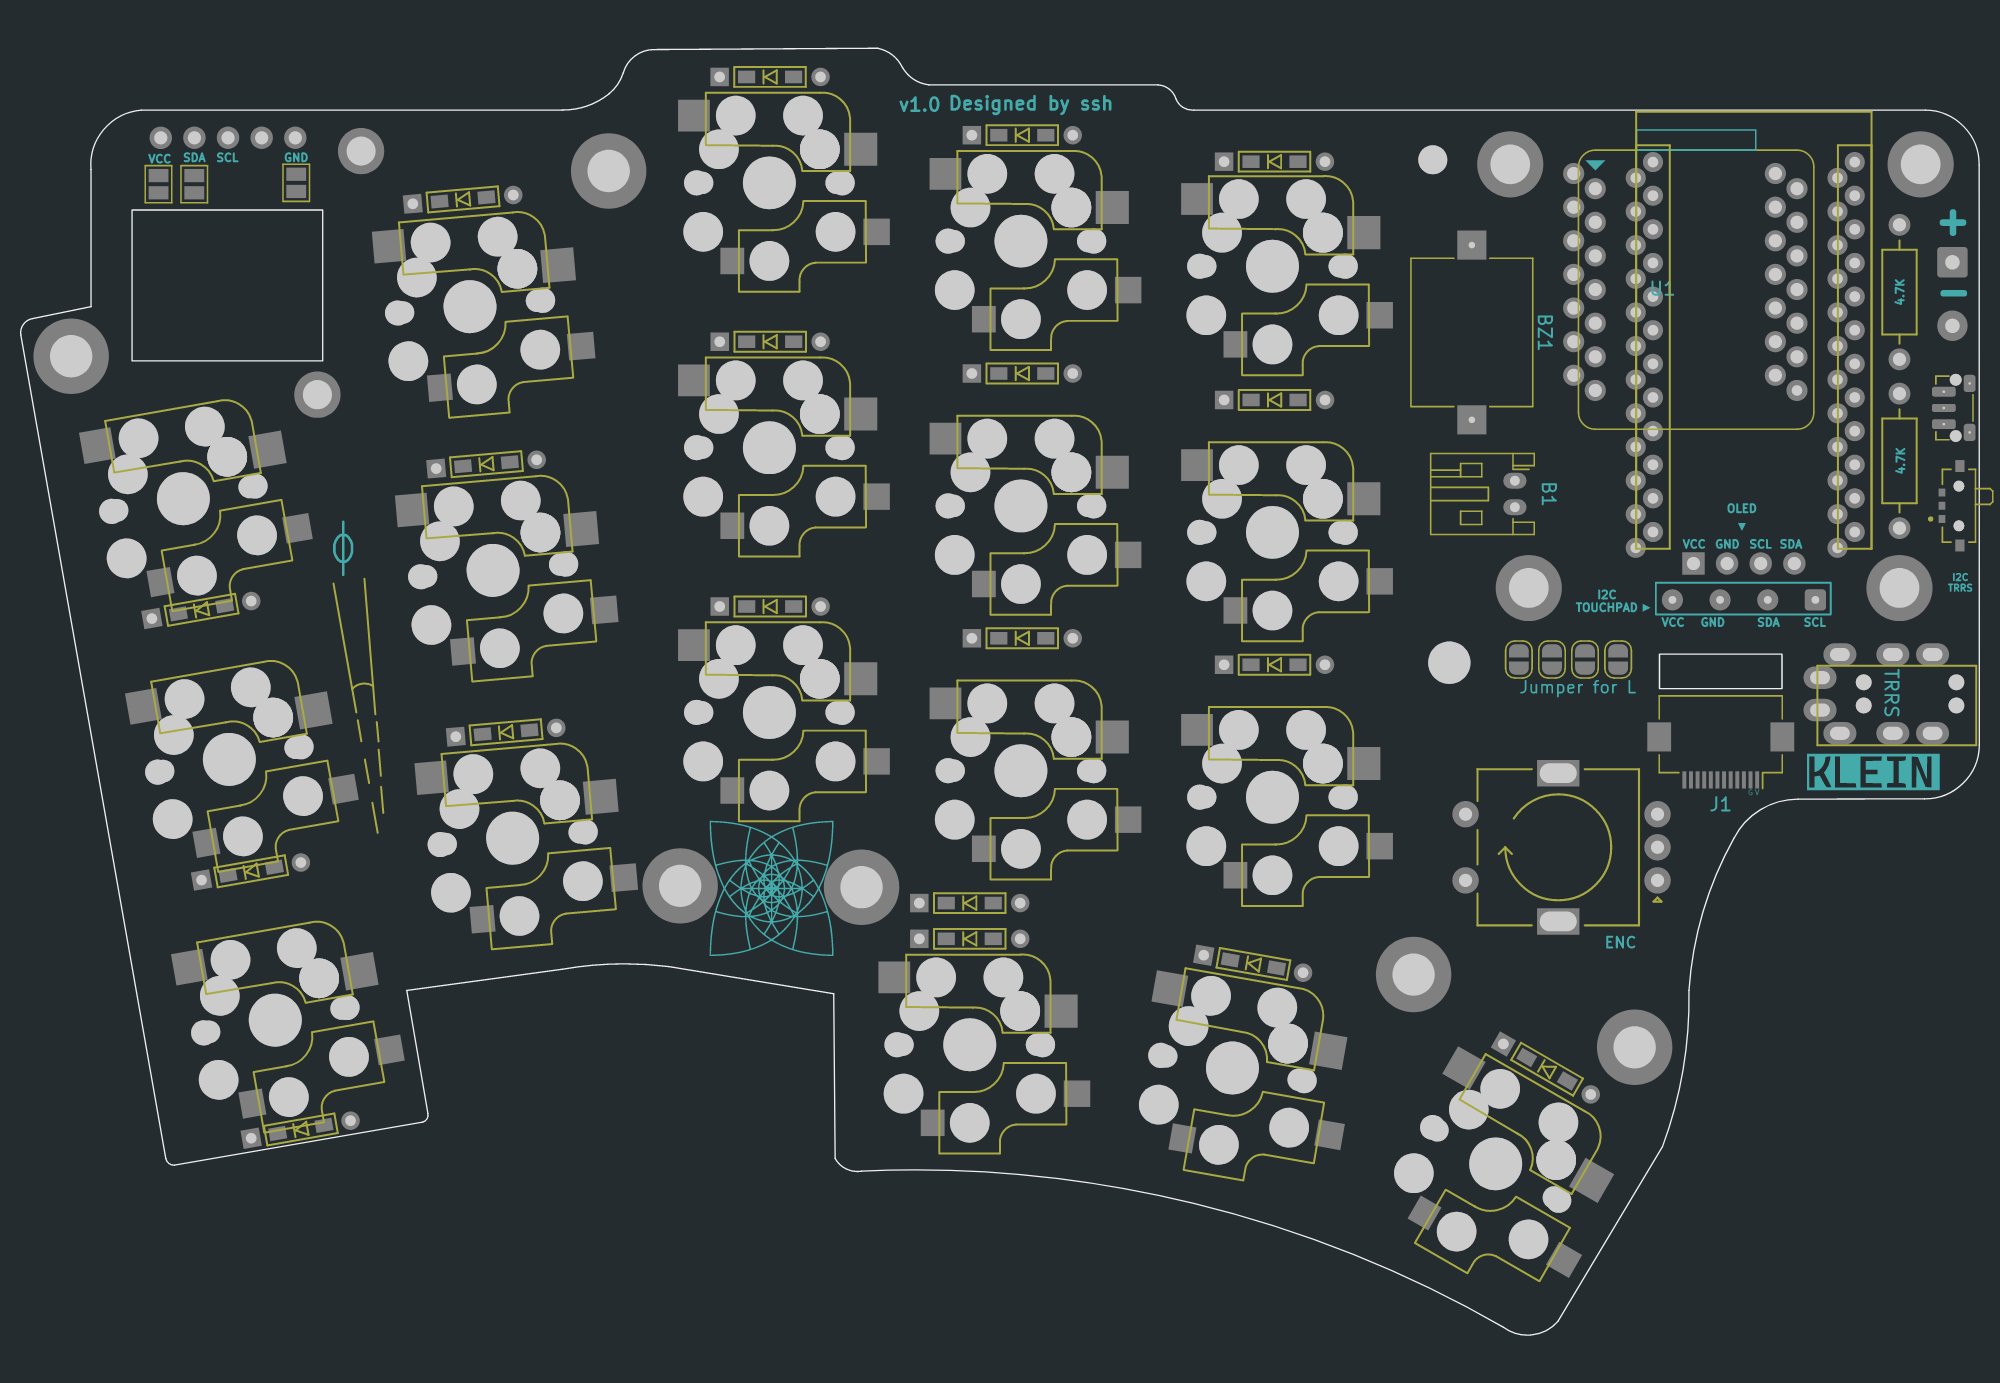 v1.0 Designed by ssh
VCC SDA SCL GND
U1
4.7K
BZ1
4.7K
B1
OLED
VCC GND SCL SDA
I2C
TRRS
I2C
TOUCHPAD
VCC GND SDA SCL
Jumper for L
TRRS
KLEIN
J1
ENC